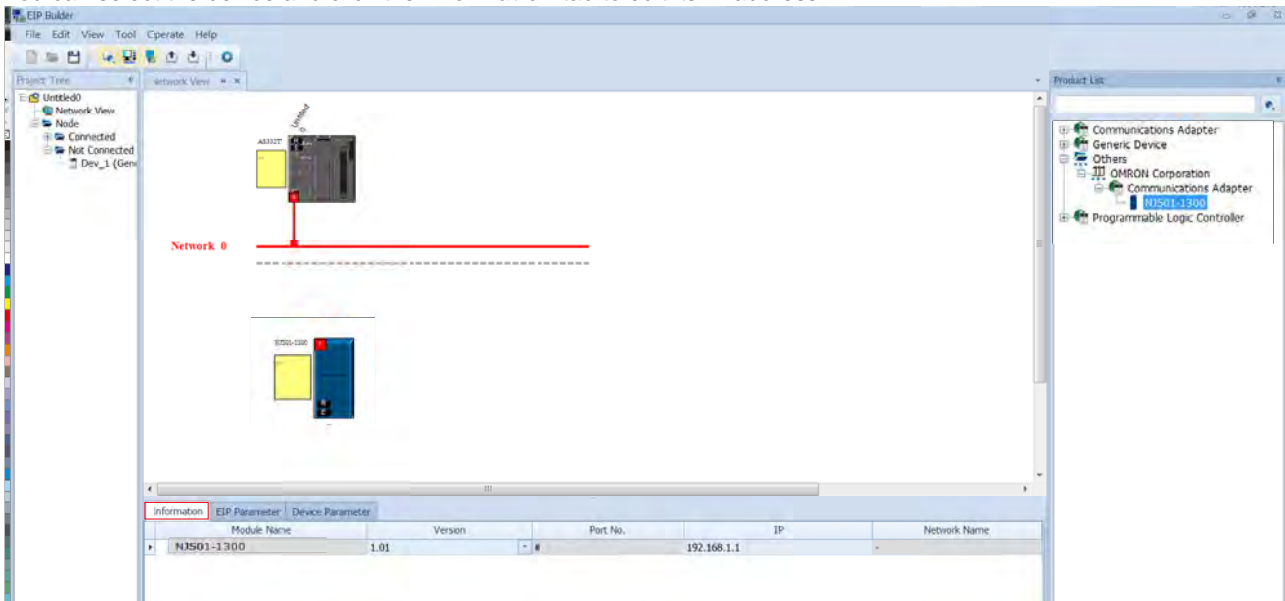 EIP Builder
File Edit View Tool Operate Help
Project Tree
Network View
Product List
Untitled0
Network View
Node
Connected
Not Connected
Dev_1 {Gene
Untitled
0
AS332T
Network 0
NJ501-1300
Communications Adapter
Generic Device
Others
OMRON Corporation
Communications Adapter
NJ501-1300
Programmable Logic Controller
Information EIP Parameter Device Parameter
Module Name Version Port No. IP Network Name
NJ501-1300 1.01 # 192.168.1.1 -